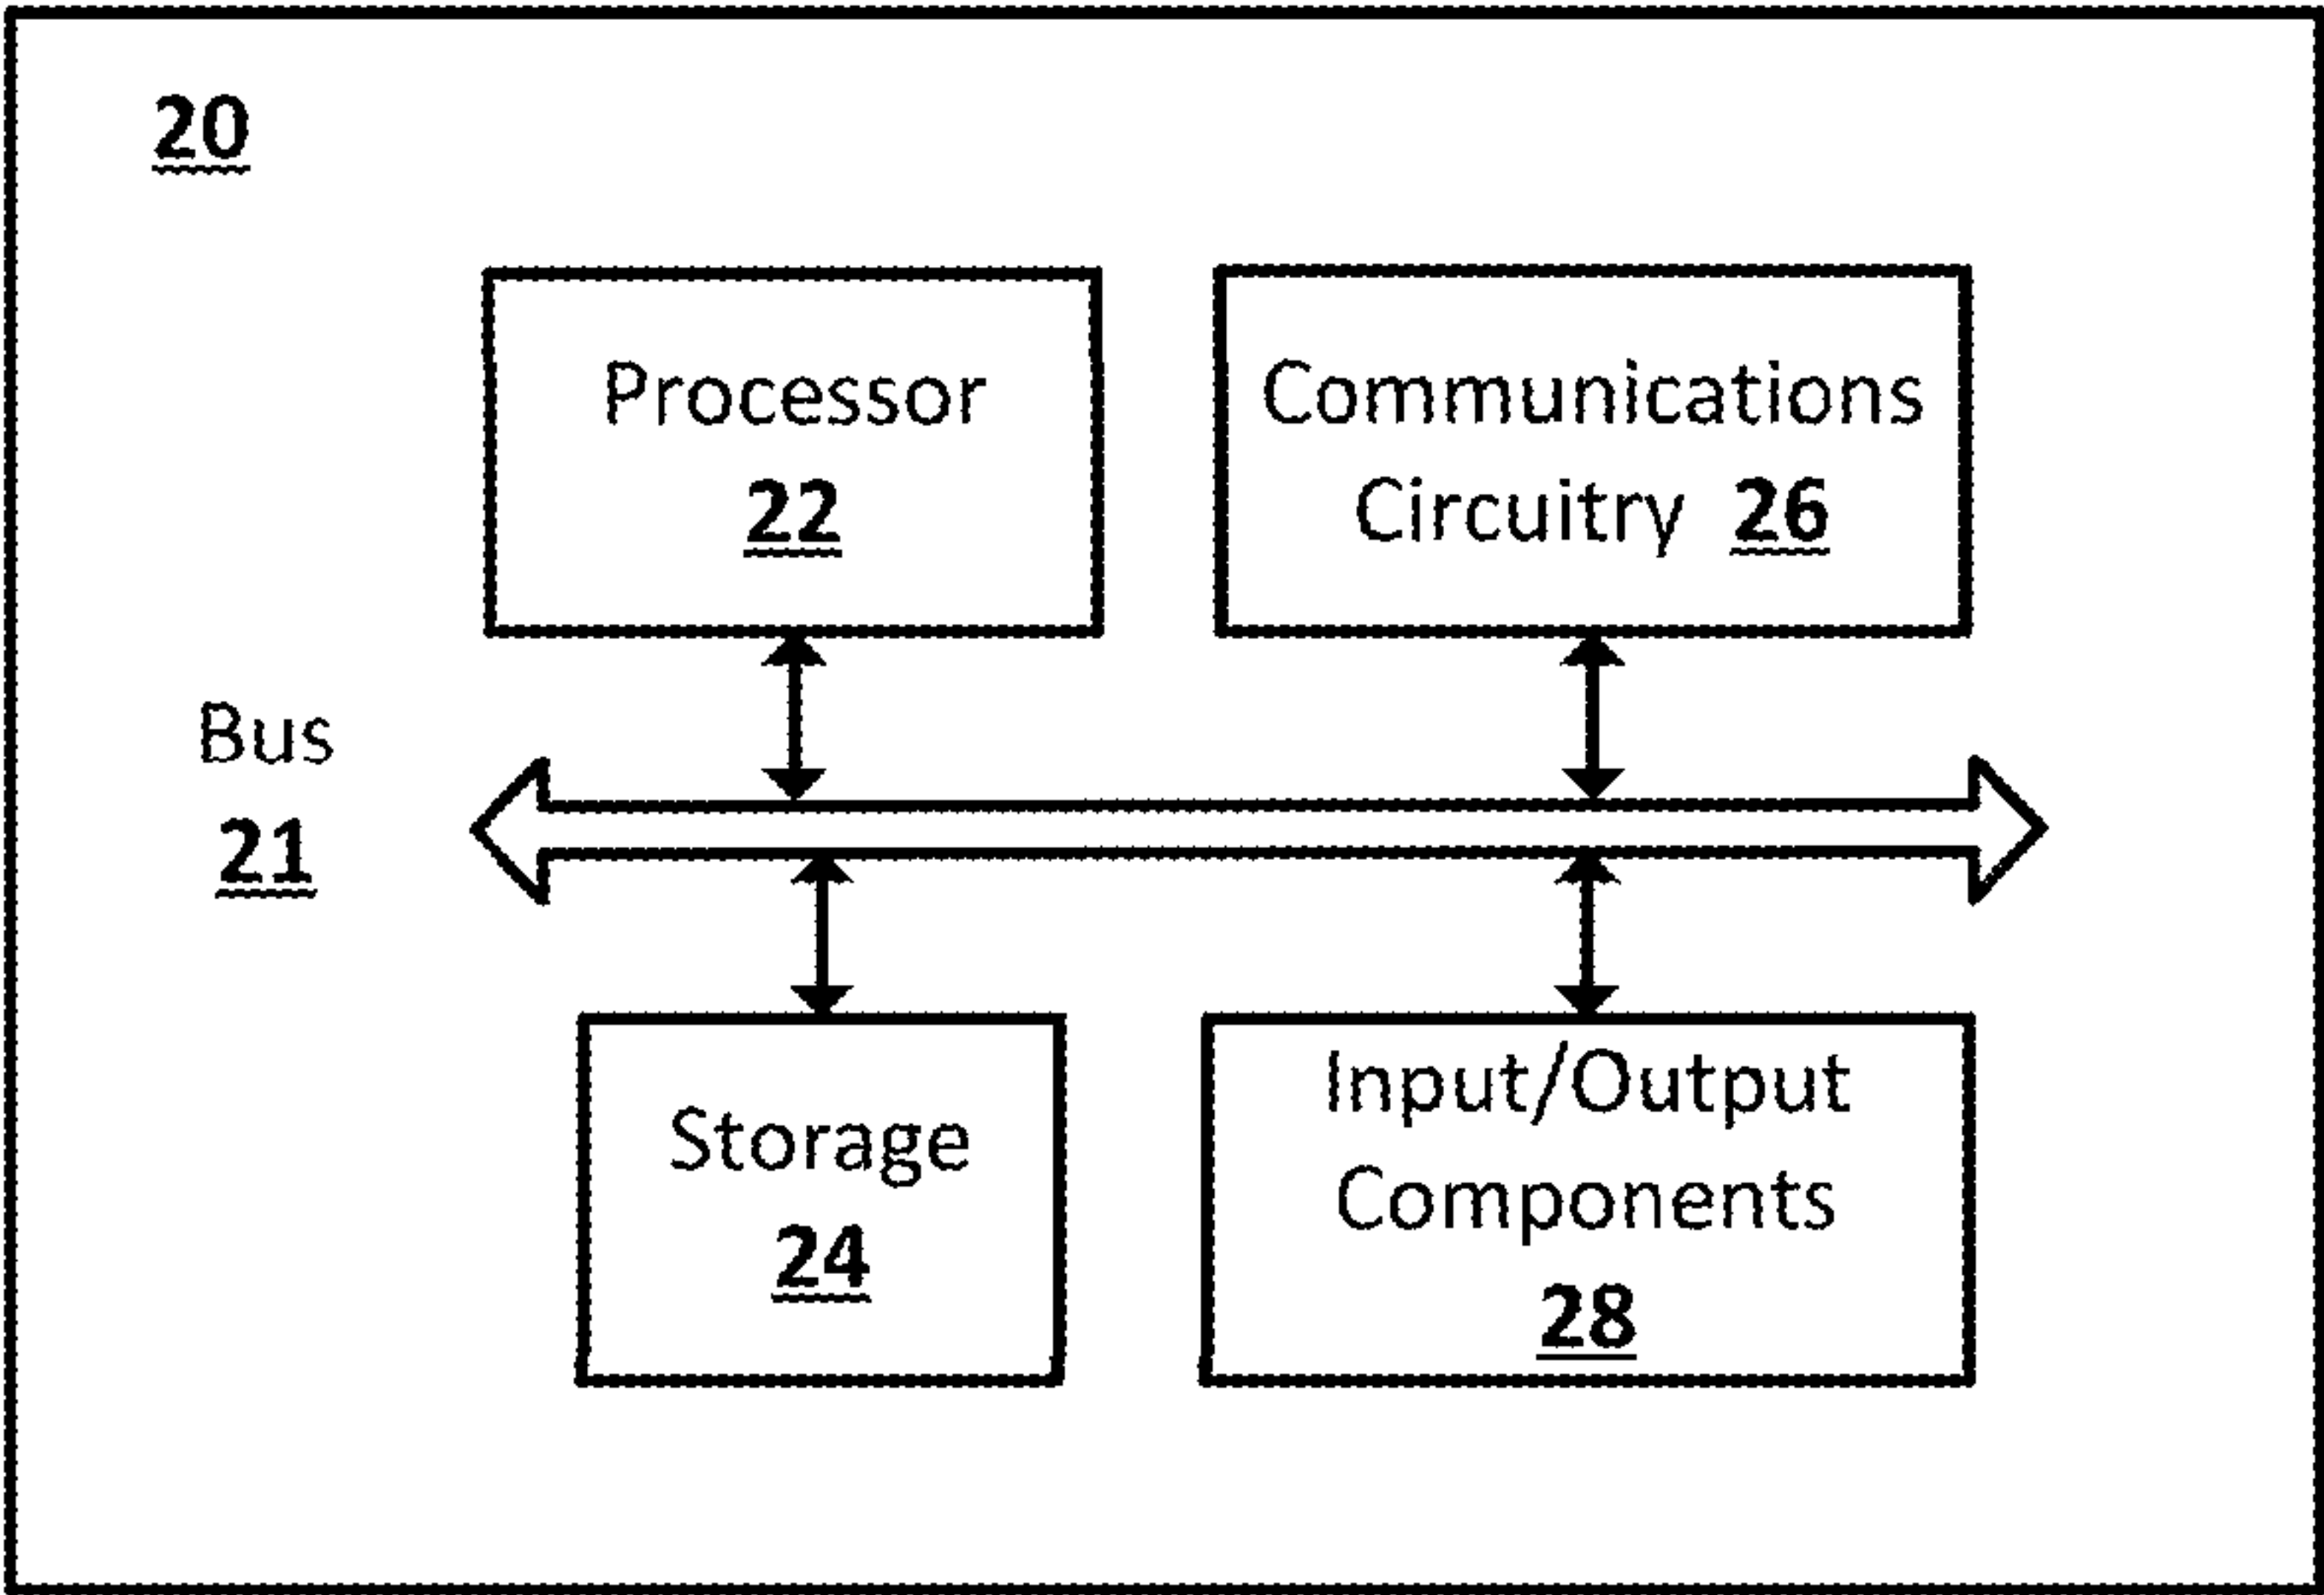 20
Processor
22
Communications
Circuitry 26
Bus
21
Storage
24
Input/Output
Components
28